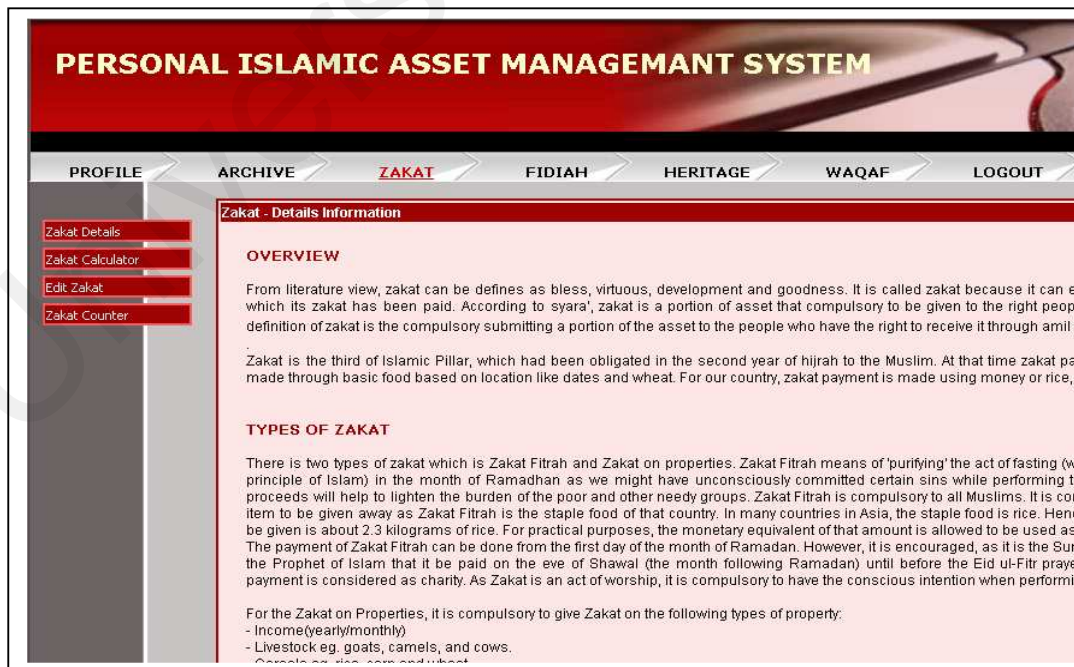 PERSONAL ISLAMIC ASSET MANAGEMANT SYSTEM
PROFILE ARCHIVE ZAKAT FIDIAH HERITAGE WAQAF LOGOUT
Zakat Details
Zakat Calculator
Edit Zakat
Zakat Counter
Zakat - Details Information
OVERVIEW
From literature view, zakat can be defines as bless, virtuous, development and goodness. It is called zakat because it can
which its zakat has been paid. According to syara', zakat is a portion of asset that compulsory to be given to the right
definition of zakat is the compulsory submitting a portion of the asset to the people who have the right to receive it through amil
.
Zakat is the third of Islamic Pillar, which had been obligated in the second year of hijrah to the Muslim. At that time zakat
made through basic food based on location like dates and wheat. For our country, zakat payment is made using money or rice,
TYPES OF ZAKAT
There is two types of zakat which is Zakat Fitrah and Zakat on properties. Zakat Fitrah means of 'purifying' the act of fasting
principle of Islam) in the month of Ramadhan as we might have unconsciously committed certain sins while performing
proceeds will help to lighten the burden of the poor and other needy groups. Zakat Fitrah is compulsory to all Muslims. It is
item to be given away as Zakat Fitrah is the staple food of that country. In many countries in Asia, the staple food is rice.
be given is about 2.3 kilograms of rice. For practical purposes, the monetary equivalent of that amount is allowed to be used as
The payment of Zakat Fitrah can be done from the first day of the month of Ramadan. However, it is encouraged, as it is the
the Prophet of Islam that it be paid on the eve of Shawal (the month following Ramadan) until before the Eid ul-Fitr
payment is considered as charity. As Zakat is an act of worship, it is compulsory to have the conscious intention when
For the Zakat on Properties, it is compulsory to give Zakat on the following types of property:
- Income(yearly/monthly)
- Livestock eg. goats, camels, and cows.